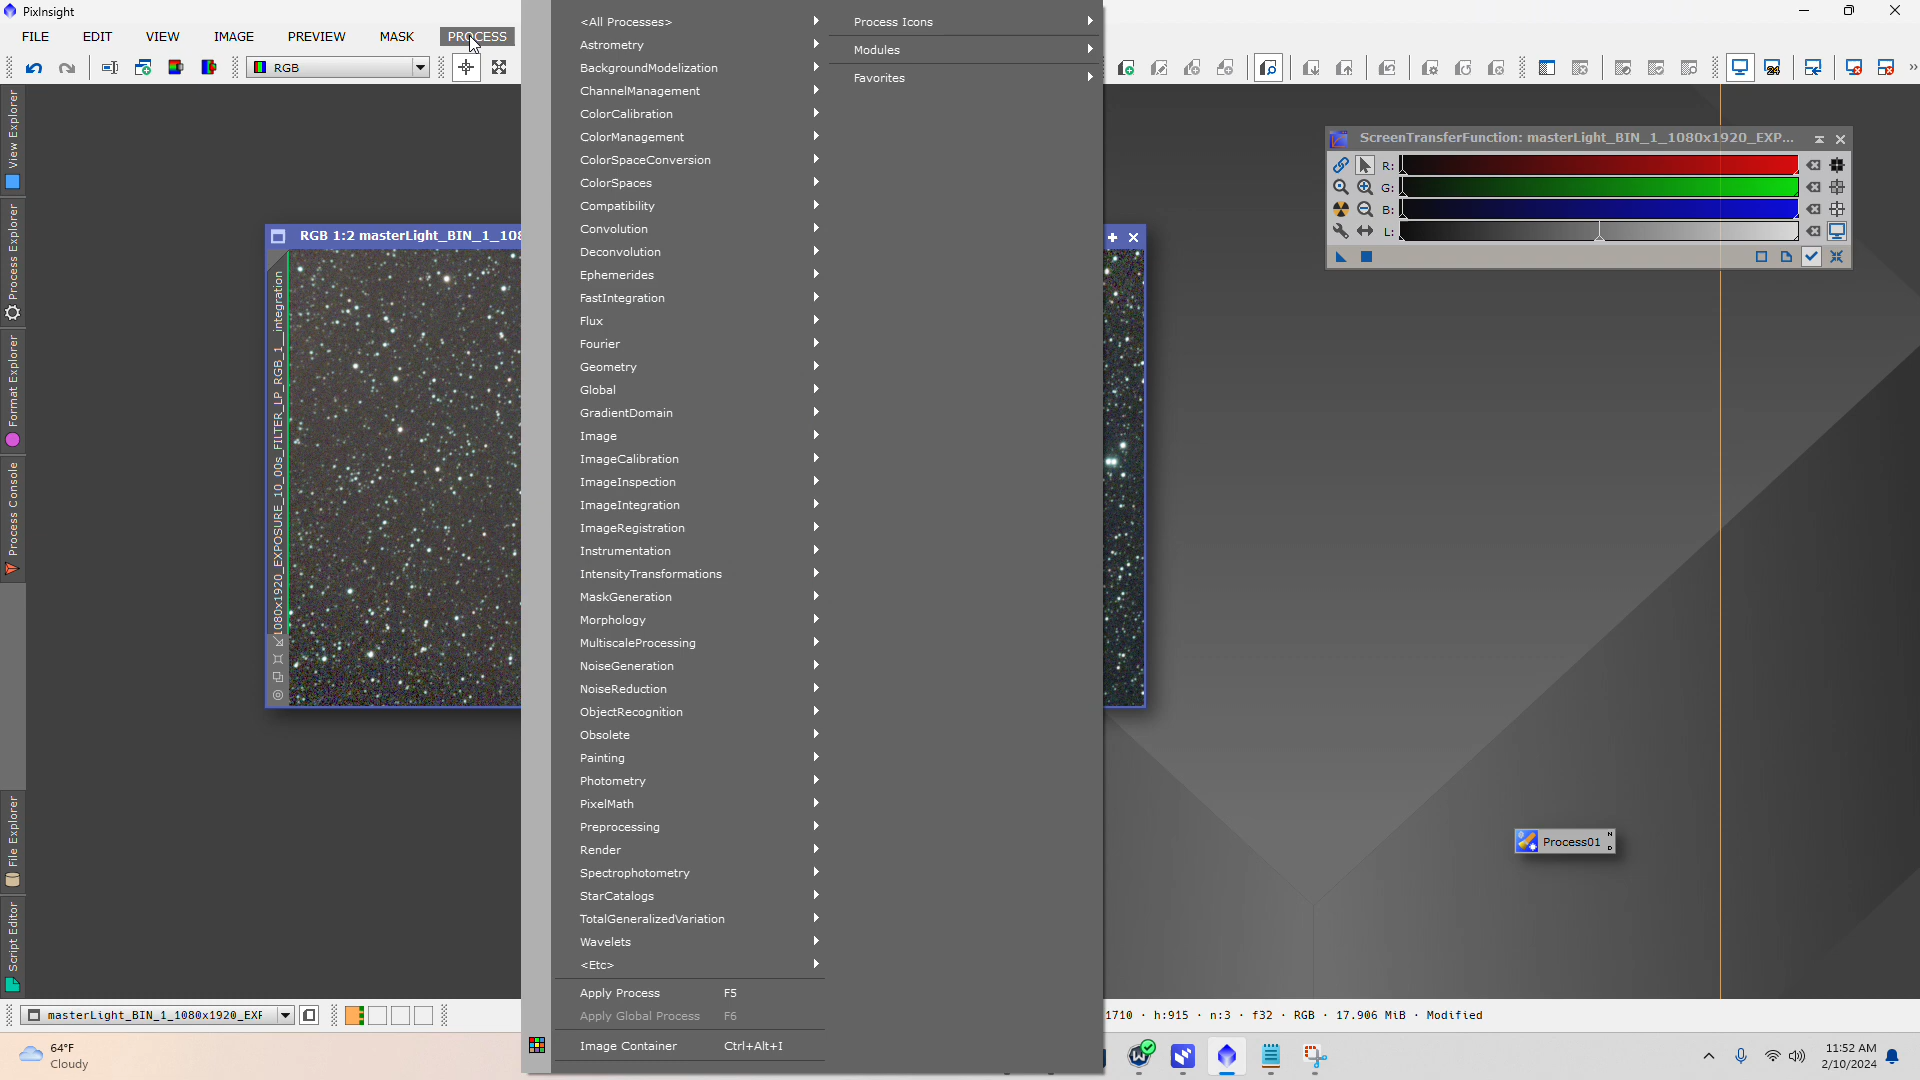 PixInsight
FILE EDIT VIEW IMAGE PREVIEW MASK PROCESS
RGB
View Explorer
Process Explorer
Format Explorer
Process Console
File Explorer
Script Editor
RGB 1:2 masterLight_BIN_1_108
1080x1920_EXPOSURE_10_00s_FILTER_LP_RGB_1__integration
<All Processes>
Astrometry
BackgroundModelization
ChannelManagement
ColorCalibration
ColorManagement
ColorSpaceConversion
ColorSpaces
Compatibility
Convolution
Deconvolution
Ephemerides
FastIntegration
Flux
Fourier
Geometry
Global
GradientDomain
Image
ImageCalibration
ImageInspection
ImageIntegration
ImageRegistration
Instrumentation
IntensityTransformations
MaskGeneration
Morphology
MultiscaleProcessing
NoiseGeneration
NoiseReduction
ObjectRecognition
Obsolete
Painting
Photometry
PixelMath
Preprocessing
Render
Spectrophotometry
StarCatalogs
TotalGeneralizedVariation
Wavelets
<Etc>
Apply Process F5
Apply Global Process F6
Image Container Ctrl+Alt+I
Process Icons
Modules
Favorites
24
ScreenTransferFunction: masterLight_BIN_1_1080x1920_EXP...
R:
G:
B:
L:
Process01
N
D
masterLight_BIN_1_1080x1920_EXP
1710 · h:915 · n:3 · f32 · RGB · 17.906 MiB · Modified
64°F
Cloudy
11:52 AM
2/10/2024